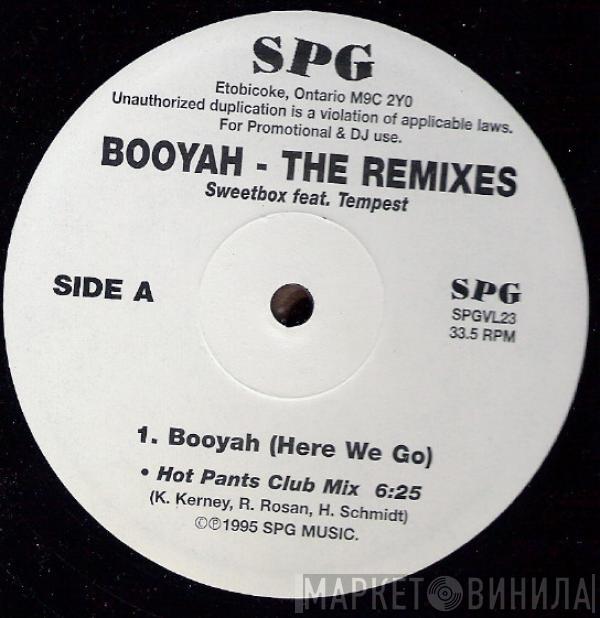 SPG
Etobicoke, Ontario M9C 2Y0
Unauthorized duplication is a violation of applicable laws.
For Promotional & DJ use.
BOOYAH - THE REMIXES
Sweetbox feat. Tempest
SIDE A
SPG
SPGVL23
33.5 RPM
1. Booyah (Here We Go)
• Hot Pants Club Mix 6:25
(K. Kerney, R. Rosan, H. Schmidt)
©℗1995 SPG MUSIC.
МАРКЕТ ВИНИЛА